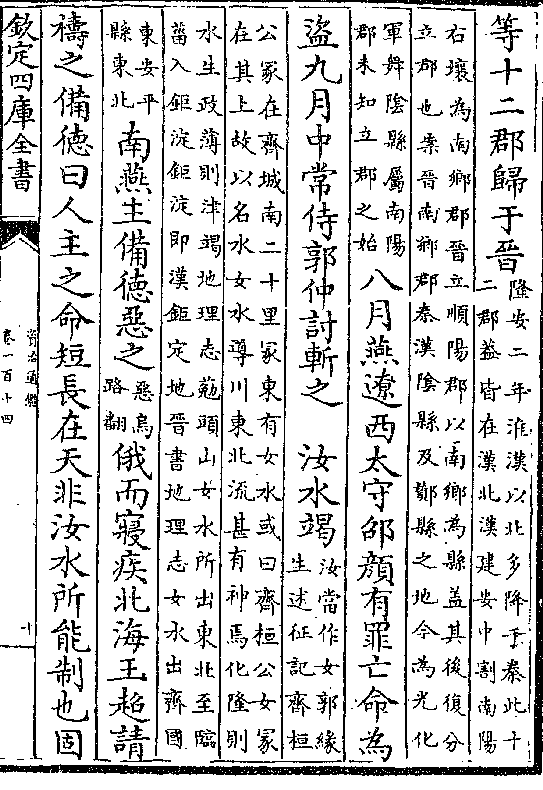 等十二郡歸于晉隆安二年淮漢以北多降于秦此十
二郡蓋皆在漢北漢建安中割南陽
右壤為南鄉郡晉立順陽郡以南鄉為縣盖其後復分
立郡也案晉南鄉郡秦漢陰縣及酇縣之地今為光化
軍舞陰縣屬南陽
郡未知立郡之始八月燕遼西太守邵顔有罪亡命為
盜九月中常侍郭仲討斬之 汝水竭汝當作女郭緣
生述征記齊桓
公冢在齊城南二十里冢東有女水或曰齊桓公女冢
在其上故以名水女水導川東北流甚有神焉化隆則
水生政薄則津竭地理志菟頭山女水所出東北至臨
菑入鉅淀鉅淀即漢鉅定地晉書地理志女水出齊國
東安平
縣東北南燕主備徳惡之惡烏
路翻俄而寢疾北海王超請
禱之備徳曰人主之命短長在天非汝水所能制也固
欽定四庫全書
資治通鑑
卷一百十四
十